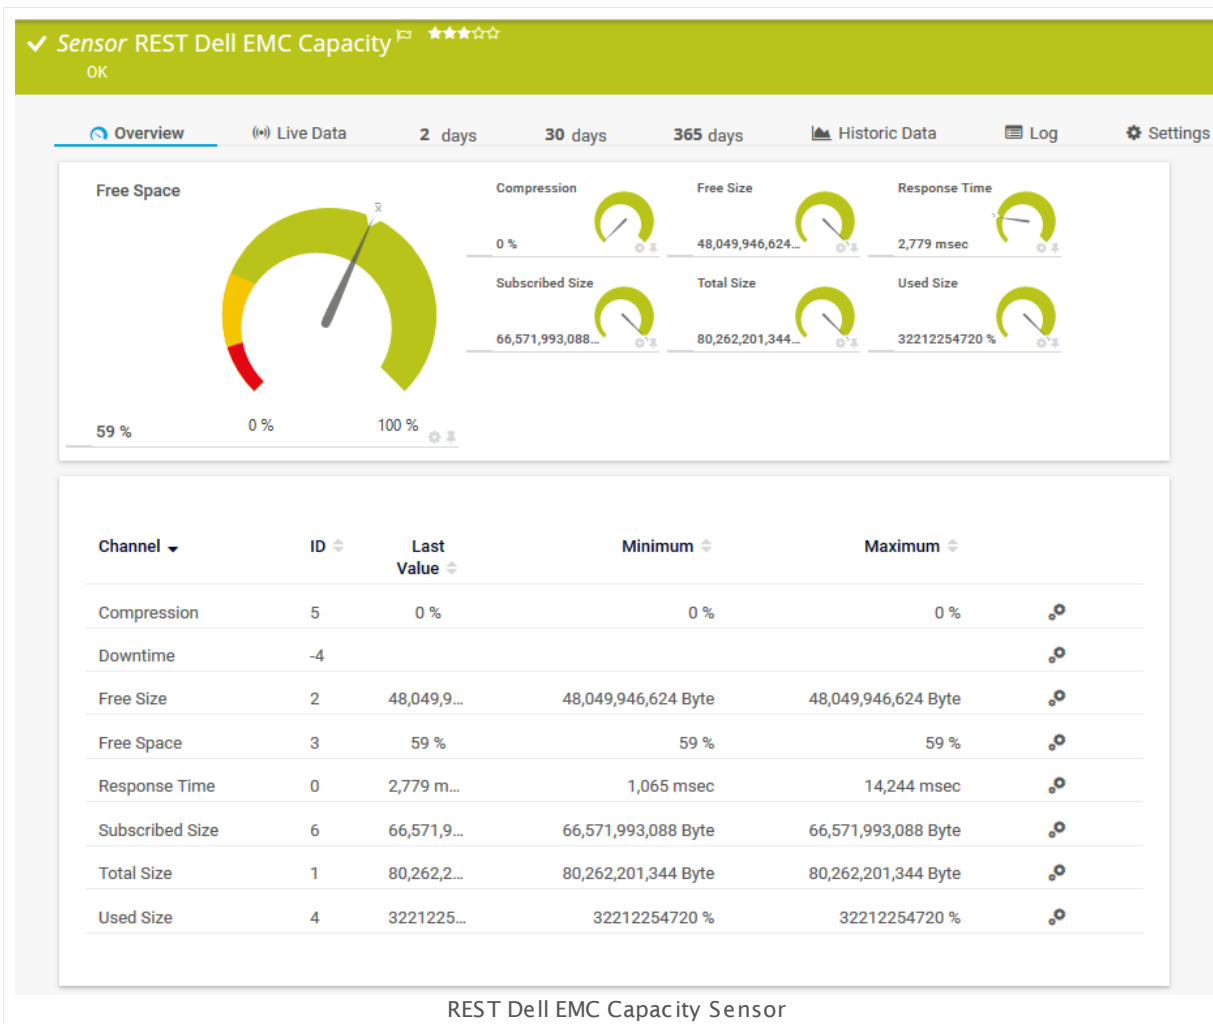 Sensor REST Dell EMC Capacity
OK
Overview Live Data 2 days 30 days 365 days Historic Data Log Settings
Free Space
x̄
59 %
0 %
100 %
Compression
0 %
Free Size
48,049,946,624...
Response Time
2,779 msec
Subscribed Size
66,571,993,088...
Total Size
80,262,201,344...
Used Size
32212254720 %
Channel ID Last Value Minimum Maximum
Compression 5 0 % 0 % 0 %
Downtime -4
Free Size 2 48,049,9... 48,049,946,624 Byte 48,049,946,624 Byte
Free Space 3 59 % 59 % 59 %
Response Time 0 2,779 m... 1,065 msec 14,244 msec
Subscribed Size 6 66,571,9... 66,571,993,088 Byte 66,571,993,088 Byte
Total Size 1 80,262,2... 80,262,201,344 Byte 80,262,201,344 Byte
Used Size 4 3221225... 32212254720 % 32212254720 %
REST Dell EMC Capacity Sensor